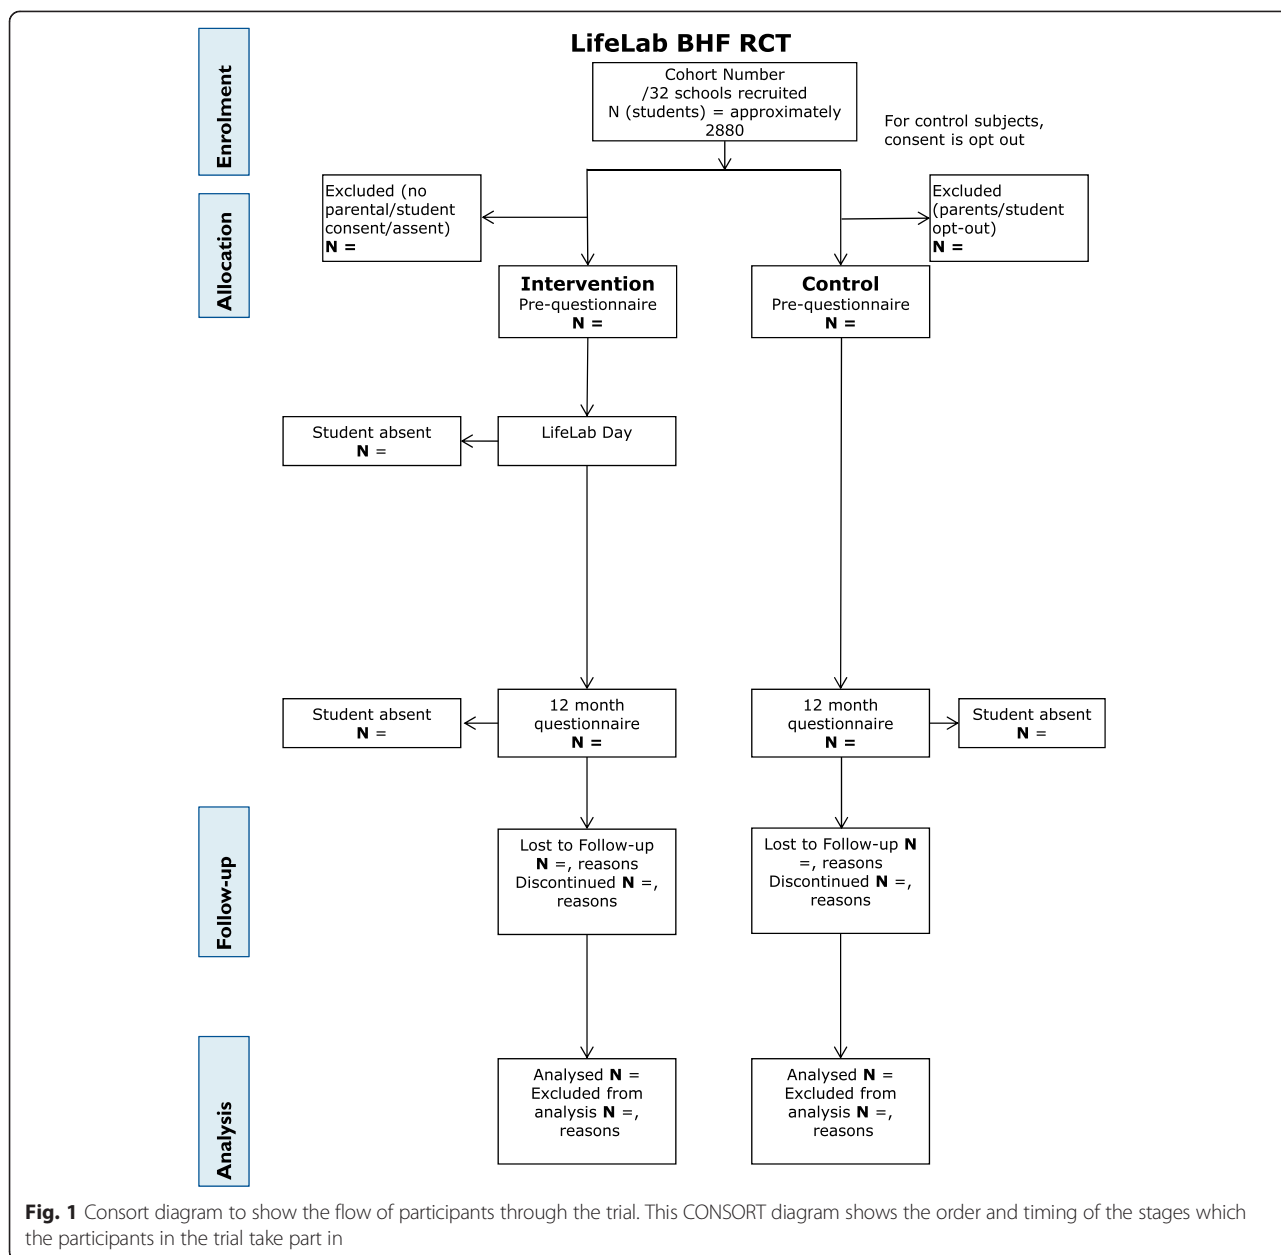 LifeLab BHF RCT
Enrolment
Cohort Number
/32 schools recruited
N (students) = approximately
2880
For control subjects,
consent is opt out
Allocation
Excluded (no
parental/student
consent/assent)
N =
Excluded
(parents/student
opt-out)
N =
Intervention
Pre-questionnaire
N =
Control
Pre-questionnaire
N =
Student absent
N =
LifeLab Day
Student absent
N =
12 month
questionnaire
N =
12 month
questionnaire
N =
Student absent
N =
Follow-up
Lost to Follow-up
N =, reasons
Discontinued N =,
reasons
Lost to Follow-up N
=, reasons
Discontinued N =,
reasons
Analysis
Analysed N =
Excluded from
analysis N =,
reasons
Analysed N =
Excluded from
analysis N =,
reasons
Fig. 1 Consort diagram to show the flow of participants through the trial. This CONSORT diagram shows the order and timing of the stages which
the participants in the trial take part in